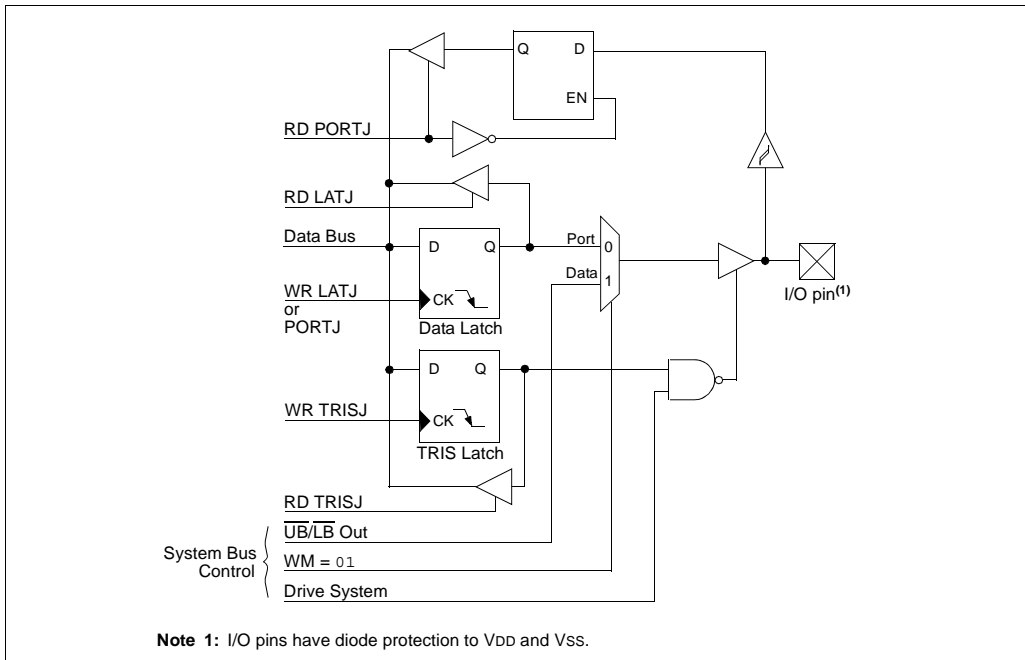 Q D
EN
RD PORTJ
RD LATJ
Data Bus
D Q
Port 0
Data 1
WR LATJ
or
PORTJ
CK
Data Latch
I/O pin(1)
D Q
WR TRISJ
CK
TRIS Latch
RD TRISJ
U̅B̅/L̅B̅ Out
System Bus
Control
WM = 01
Drive System
Note 1: I/O pins have diode protection to VDD and VSS.